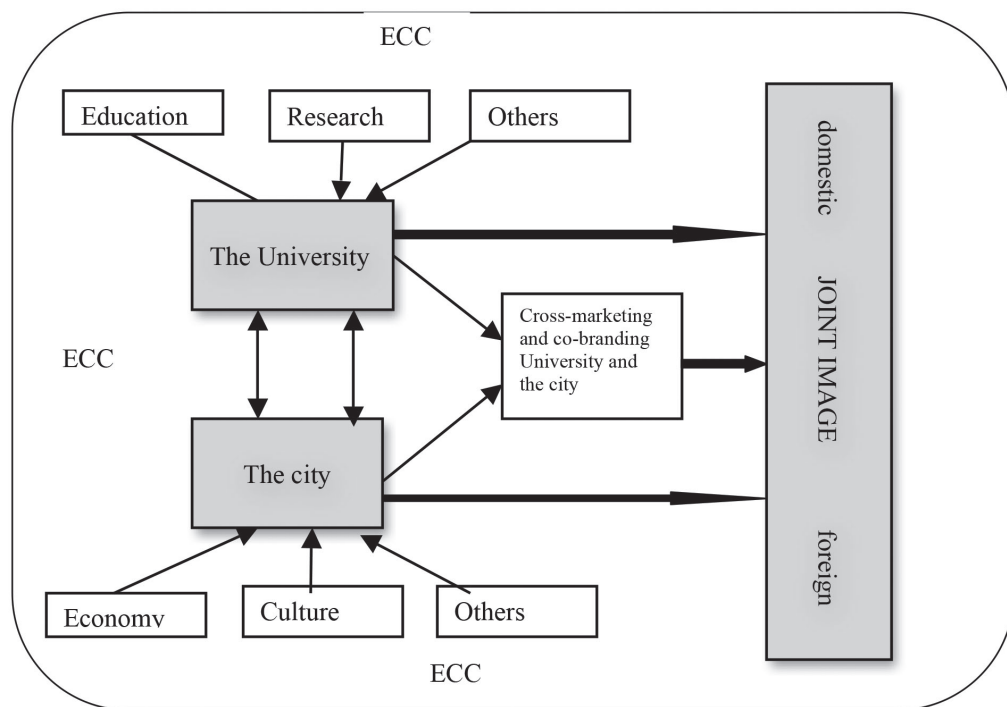 ECC
Education
Research
Others
The University
ECC
Cross-marketing
and co-branding
University and
the city
The city
Economy
Culture
Others
ECC
domestic
JOINT IMAGE
foreign